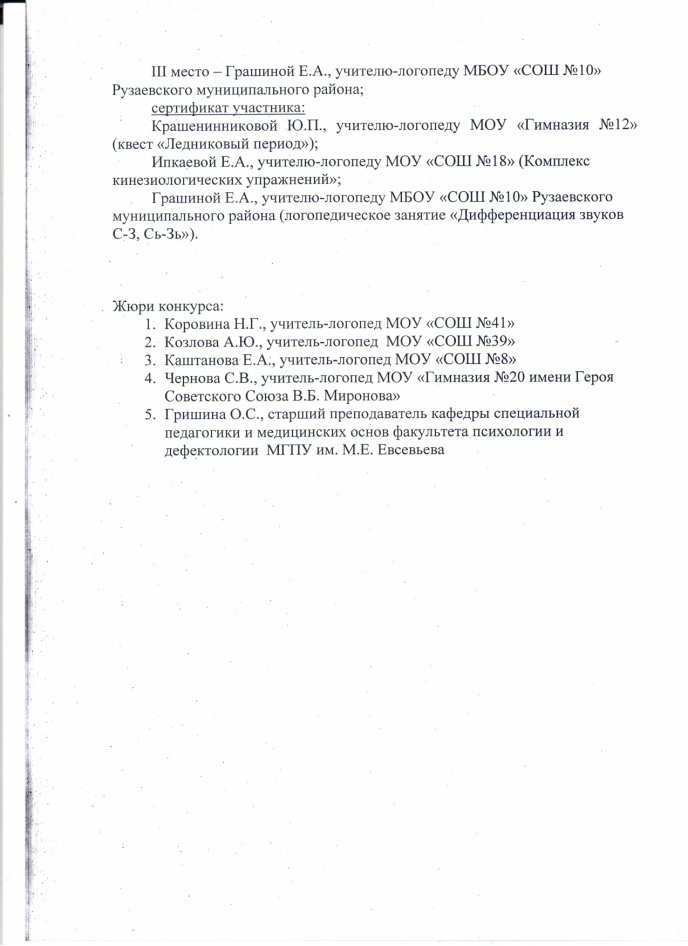 III место – Грашиной Е.А., учителю-логопеду МБОУ «СОШ №10»
Рузаевского муниципального района;
сертификат участника:
Крашенинниковой Ю.П., учителю-логопеду МОУ «Гимназия №12»
(квест «Ледниковый период»);
Ипкаевой Е.А., учителю-логопеду МОУ «СОШ №18» (Комплекс
кинезиологических упражнений»;
Грашиной Е.А., учителю-логопеду МБОУ «СОШ №10» Рузаевского
муниципального района (логопедическое занятие «Дифференциация звуков
С-З, Сь-Зь»).
Жюри конкурса:
1. Коровина Н.Г., учитель-логопед МОУ «СОШ №41»
2. Козлова А.Ю., учитель-логопед МОУ «СОШ №39»
3. Каштанова Е.А., учитель-логопед МОУ «СОШ №8»
4. Чернова С.В., учитель-логопед МОУ «Гимназия №20 имени Героя
Советского Союза В.Б. Миронова»
5. Гришина О.С., старший преподаватель кафедры специальной
педагогики и медицинских основ факультета психологии и
дефектологии МГПУ им. М.Е. Евсевьева